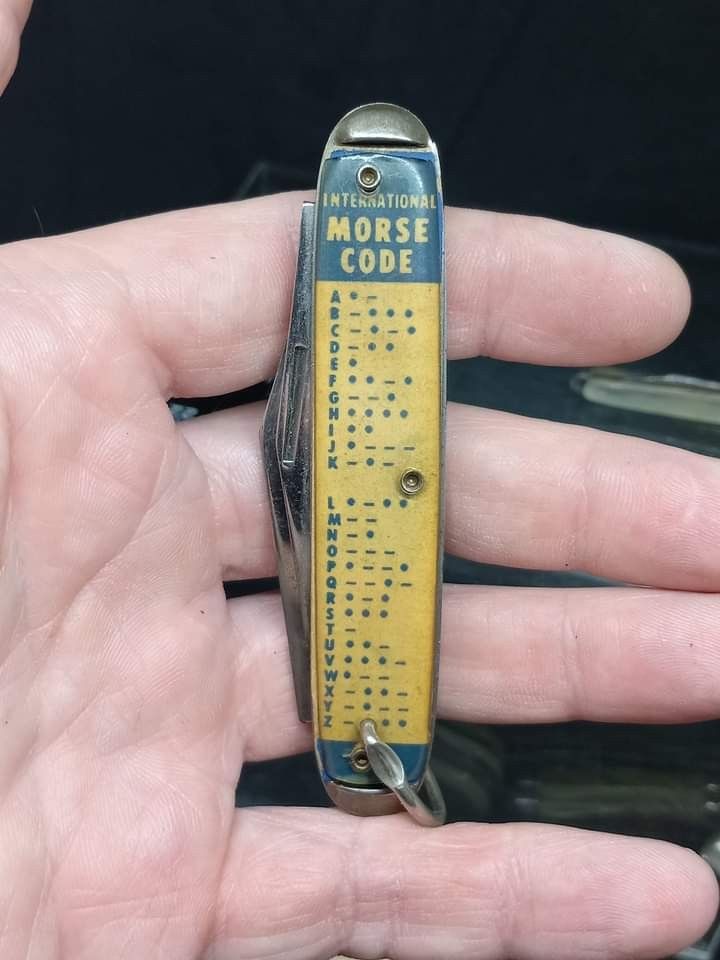 INTERNATIONAL
MORSE
CODE
A • –
B – • • •
C – • – •
D – • •
E •
F • • – •
G – – •
H • • • •
I • •
J • – – –
K – • –
L • – • •
M – –
N – •
O – – –
P • – – •
Q – – • –
R • – •
S • • •
T –
U • • –
V • • • –
W • – –
X – • • –
Y – • – –
Z – – • •